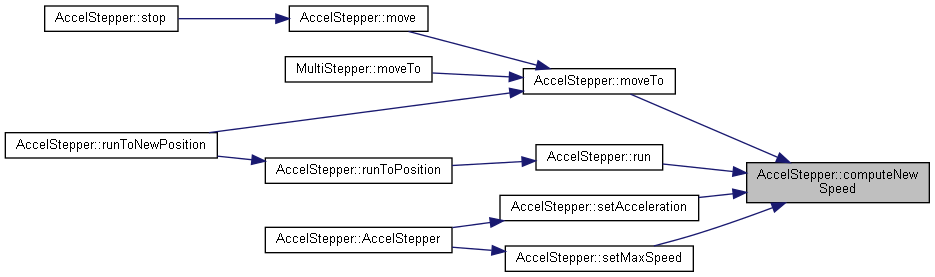 AccelStepper::stop
AccelStepper::move
MultiStepper::moveTo
AccelStepper::moveTo
AccelStepper::runToNewPosition
AccelStepper::runToPosition
AccelStepper::run
AccelStepper::computeNew
Speed
AccelStepper::setAcceleration
AccelStepper::AccelStepper
AccelStepper::setMaxSpeed